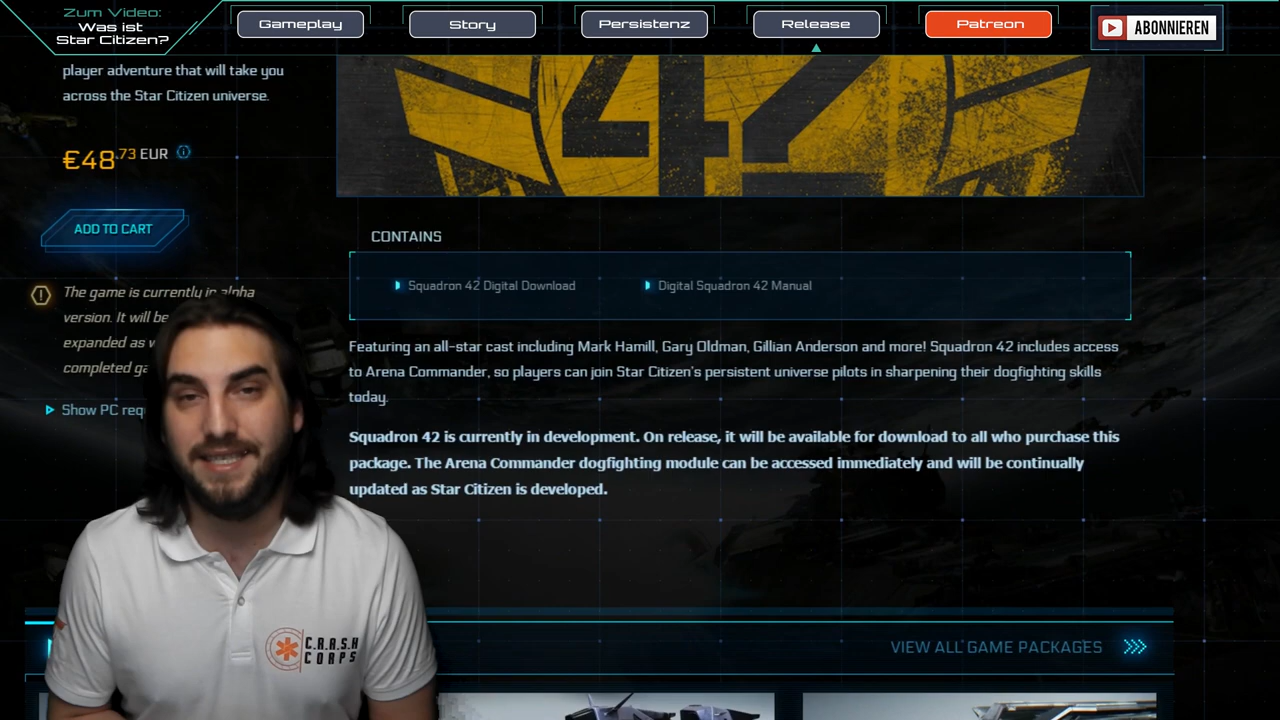 Zum Video:
Was ist
Star Citizen?
Gameplay
Story
Persistenz
Release
Patreon
ABONNIEREN
player adventure that will take you
across the Star Citizen universe.
€48.73 EUR
ADD TO CART
The game is currently in alpha
version. It will be
expanded as
completed
Show PC
42
CONTAINS
Squadron 42 Digital Download
Digital Squadron 42 Manual
Featuring an all-star cast including Mark Hamill, Gary Oldman, Gillian Anderson and more! Squadron 42 includes access
to Arena Commander, so players can join Star Citizen's persistent universe pilots in sharpening their dogfighting skills
today.
Squadron 42 is currently in development. On release, it will be available for download to all who purchase this
package. The Arena Commander dogfighting module can be accessed immediately and will be continually
updated as Star Citizen is developed.
VIEW ALL GAME PACKAGES
C.R.A.S.H
CORPS